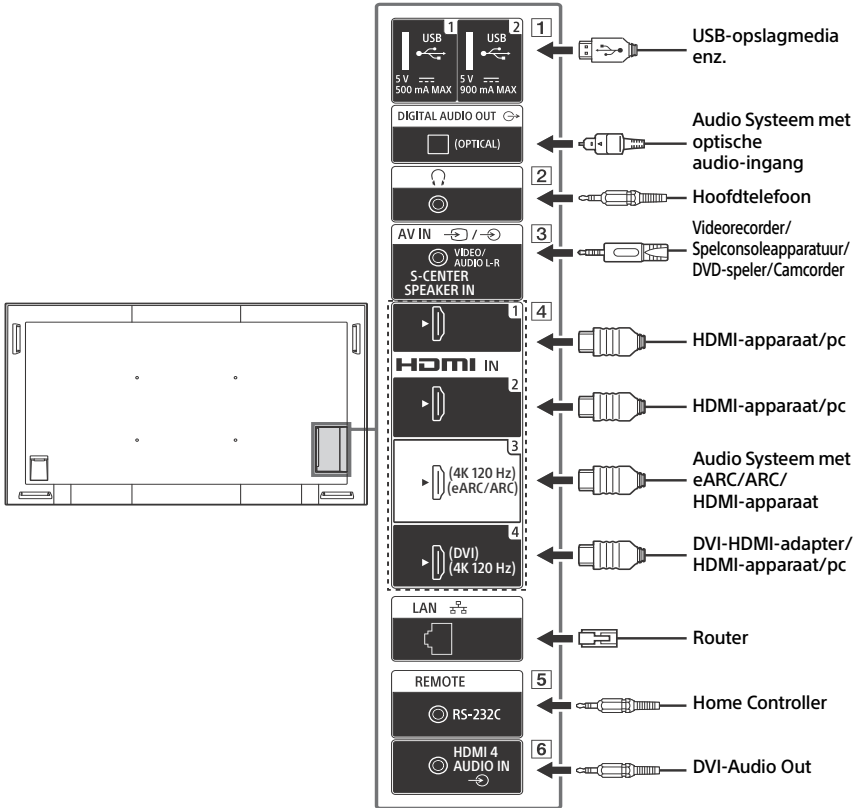 1
USB
5 V
500 mA MAX
2
USB
5 V
900 mA MAX
1
USB-opslagmedia
enz.
DIGITAL AUDIO OUT
(OPTICAL)
Audio Systeem met
optische
audio-ingang
2
Hoofdtelefoon
AV IN /
3
VIDEO/
AUDIO L-R
S-CENTER
SPEAKER IN
Videorecorder/
Spelconsoleapparatuur/
DVD-speler/Camcorder
1
4
HDMI-apparaat/pc
HDMI IN
2
HDMI-apparaat/pc
3
(4K 120 Hz)
(eARC/ARC)
Audio Systeem met
eARC/ARC/
HDMI-apparaat
4
(DVI)
(4K 120 Hz)
DVI-HDMI-adapter/
HDMI-apparaat/pc
LAN
Router
REMOTE
5
RS-232C
Home Controller
6
HDMI 4
AUDIO IN
DVI-Audio Out